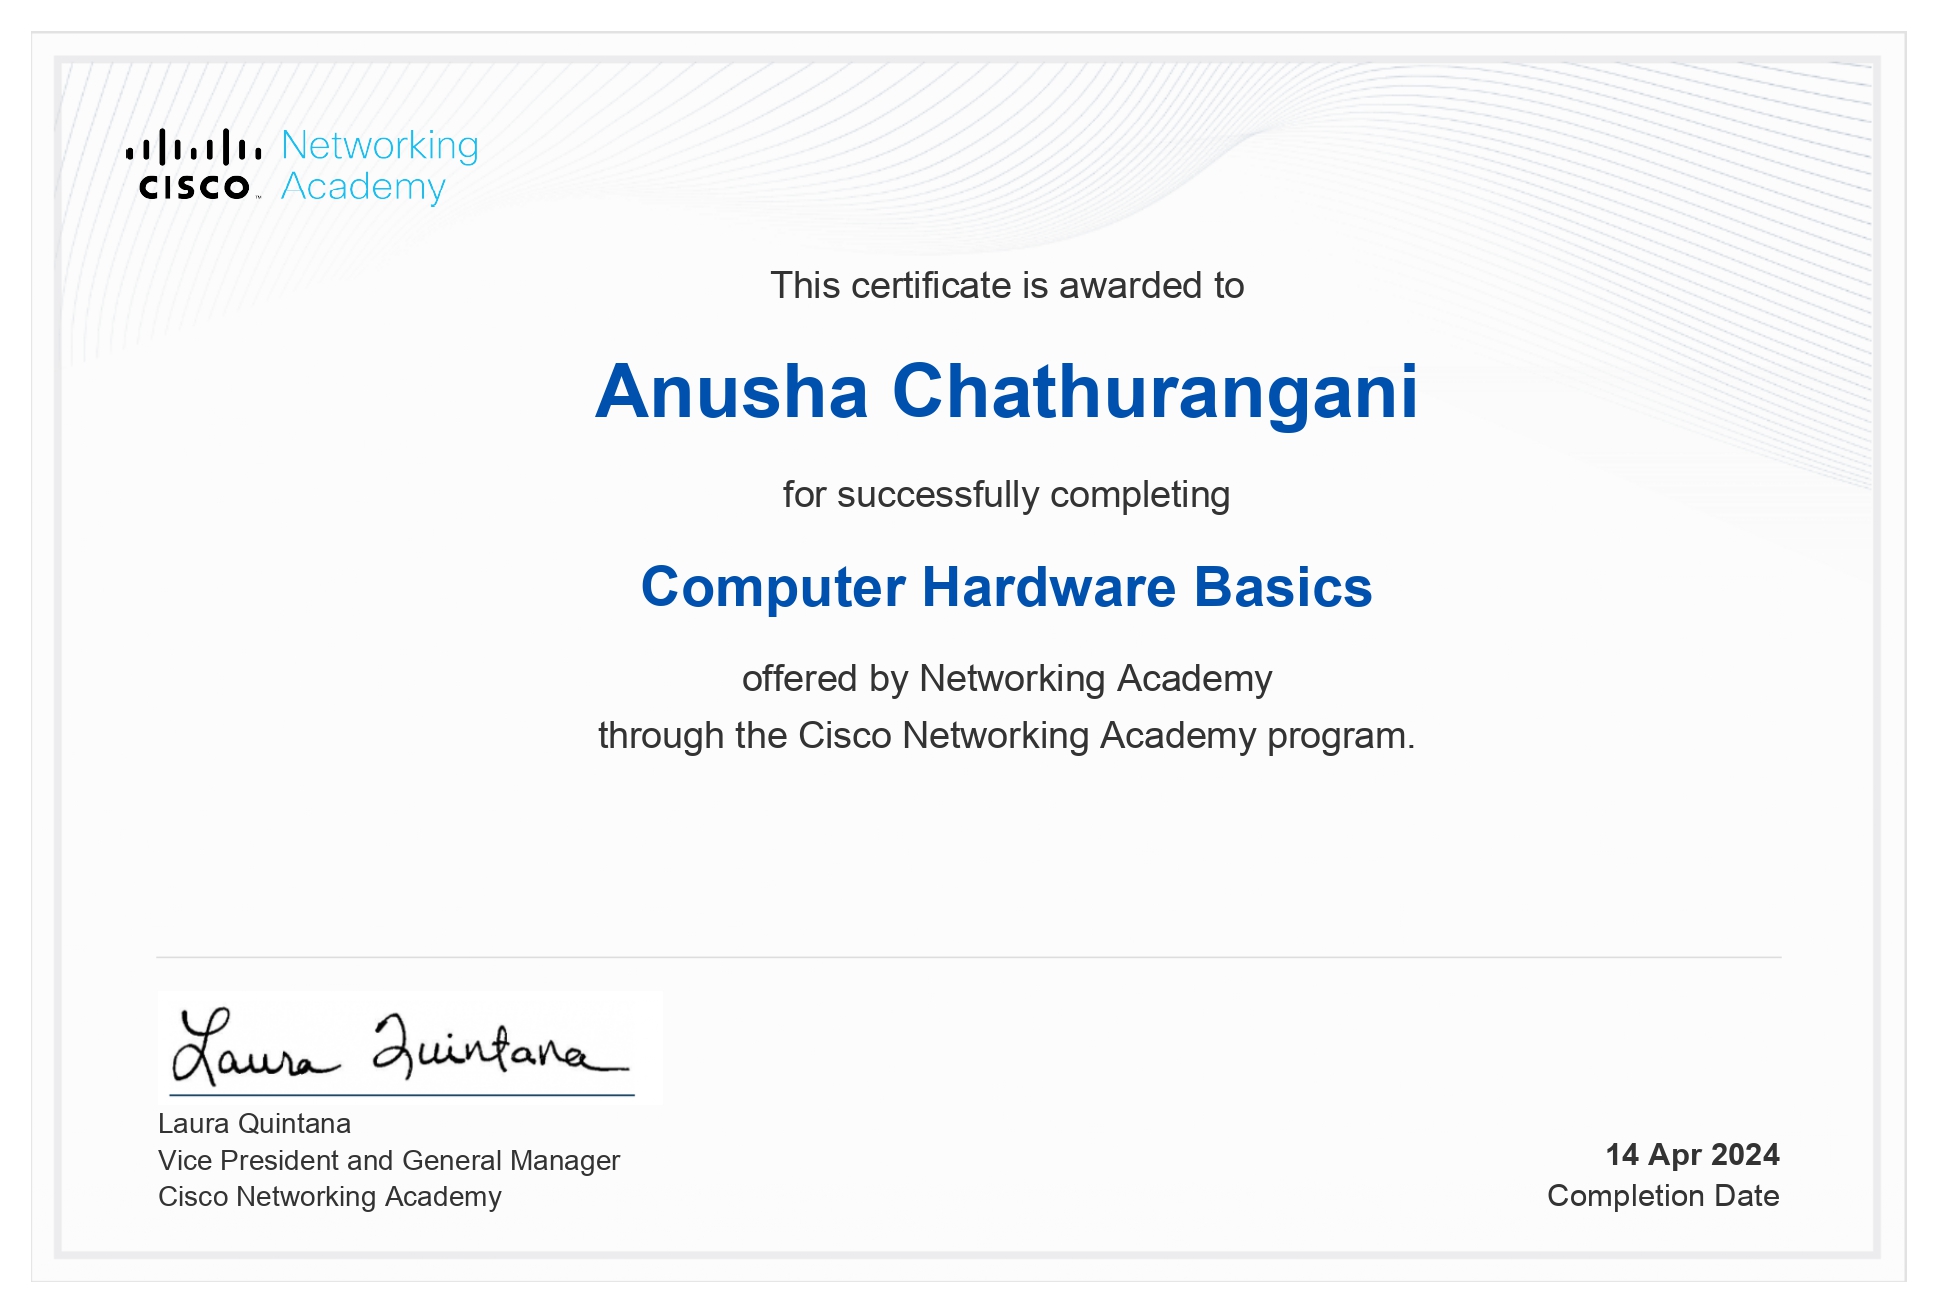 Networking
CISCO™ Academy
This certificate is awarded to
Anusha Chathurangani
for successfully completing
Computer Hardware Basics
offered by Networking Academy
through the Cisco Networking Academy program.
Laura Quintana
Laura Quintana
Vice President and General Manager
Cisco Networking Academy
14 Apr 2024
Completion Date